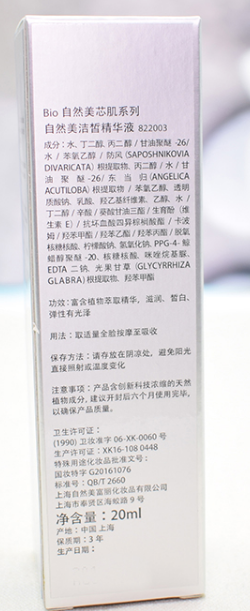 Bio 自然美芯肌系列
自然美洁皙精华液 822003
成分：水、丁二醇、丙二醇 / 甘油聚醚 -26/
水 / 苯氧乙醇 / 防风 (SAPOSHNIKOVIA
DIVARICATA) 根提取物、丙二醇 / 水 / 甘
油聚醚-26/ 东当归(ANGELICA
ACUTILOBA) 根提取物 / 苯氧乙醇、透明
质酸钠、乳酸、羟乙基纤维素、乙醇、水 /
丁二醇 / 辛酸 / 葵酸甘油三酯 / 生育酚（维
生素 E）/ 抗坏血酸四异棕榈酸酯 / 卡波
姆 / 羟苯甲酯 / 羟苯乙酯 / 羟苯丙酯 / 脱氧
核糖核酸、柠檬酸钠、氢氧化钠、PPG-4- 鲸
蜡醇聚醚 -20、核糖核酸、咪唑烷基脲、
EDTA 二钠、光果甘草 (GLYCYRRHIZA
GLABRA) 根提取物、羟苯甲酯
功效：富含植物萃取精华，滋润、皙白、
弹性有光泽
用法：取适量全脸按摩至吸收
保存方法：请存放在阴凉处，避免阳光
直接照射或温度变化
注意事项：产品含创新科技浓缩的天然
植物成分，建议开封后六个月使用完毕，
以确保产品质量。
卫生许可证：
(1990) 卫妆准字 06-XK-0060 号
生产许可证：XK16-108 0448
特殊用途化妆品批准文号：
国妆特字 G20161076
标准号：QB/T 2660
上海自然美富丽化妆品有限公司
上海市奉贤区海马路 9 号
净含量：20ml
产地：中国 上海
保质期：3 年
生产日期：